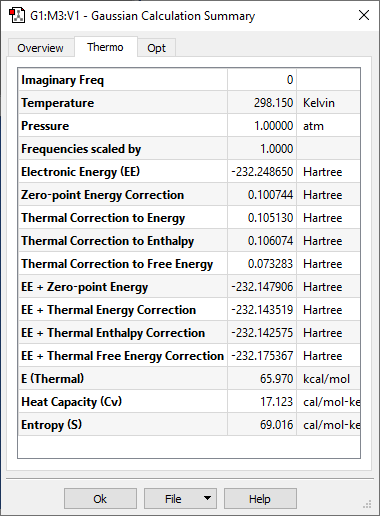 G1:M3:V1 - Gaussian Calculation Summary
Overview Thermo Opt
Imaginary Freq 0
Temperature 298.150 Kelvin
Pressure 1.00000 atm
Frequencies scaled by 1.0000
Electronic Energy (EE) -232.248650 Hartree
Zero-point Energy Correction 0.100744 Hartree
Thermal Correction to Energy 0.105130 Hartree
Thermal Correction to Enthalpy 0.106074 Hartree
Thermal Correction to Free Energy 0.073283 Hartree
EE + Zero-point Energy -232.147906 Hartree
EE + Thermal Energy Correction -232.143519 Hartree
EE + Thermal Enthalpy Correction -232.142575 Hartree
EE + Thermal Free Energy Correction -232.175367 Hartree
E (Thermal) 65.970 kcal/mol
Heat Capacity (Cv) 17.123 cal/mol-ke
Entropy (S) 69.016 cal/mol-ke
Ok File Help